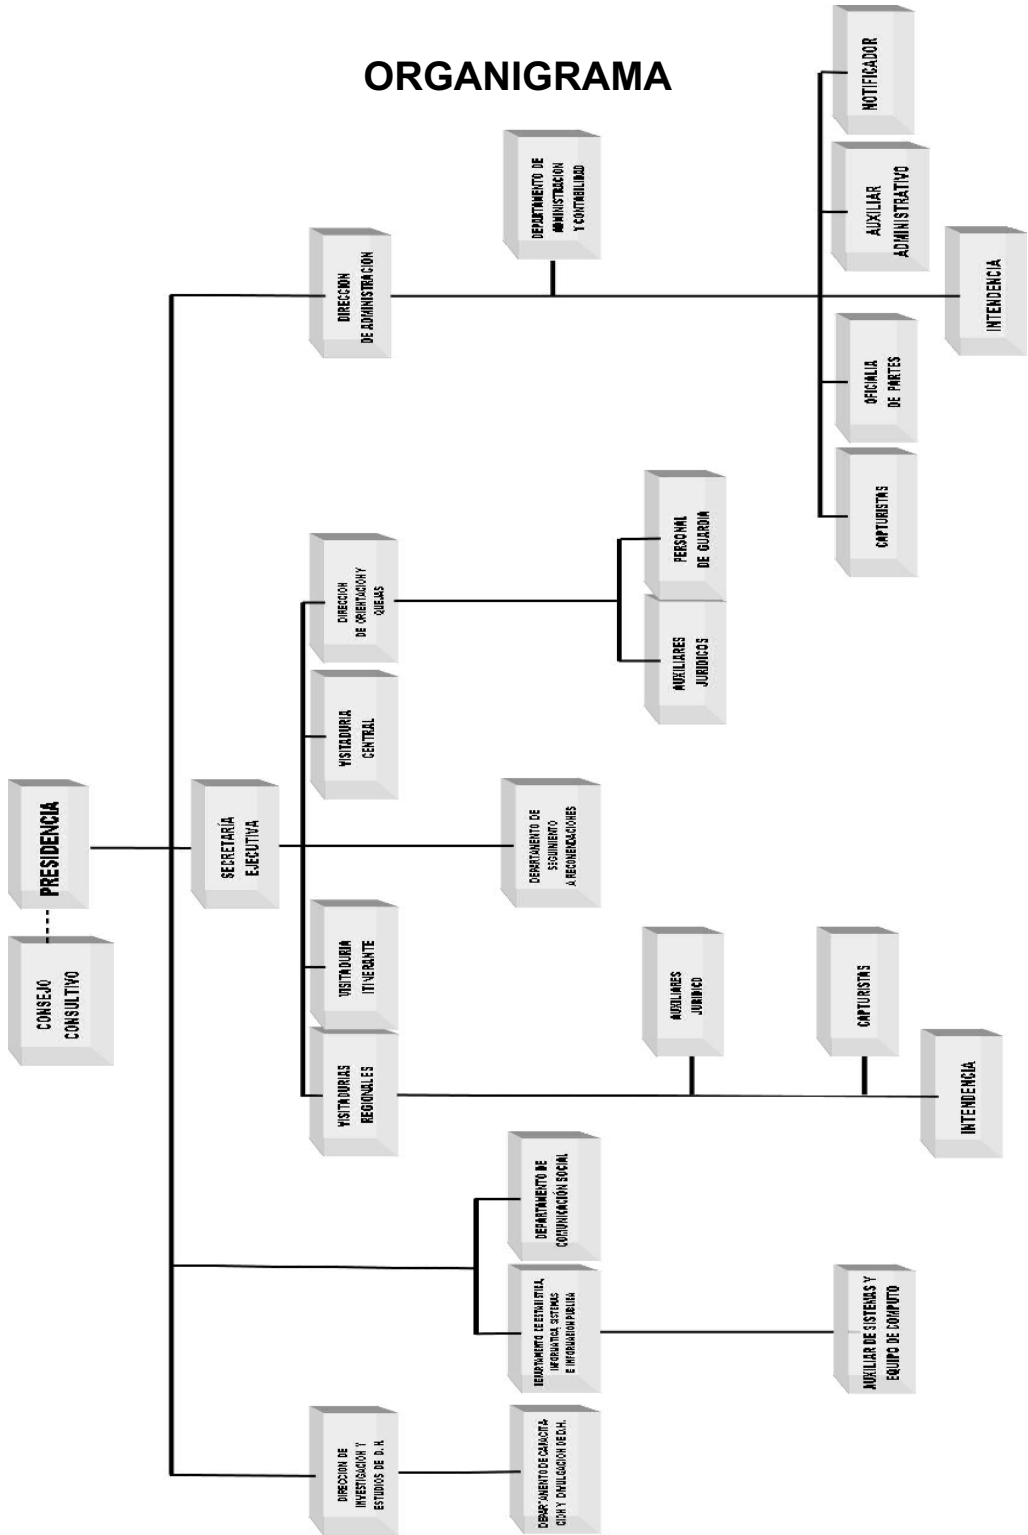 ORGANIGRAMA
CONSEJO
CONSULTIVO
PRESIDENCIA
SECRETARÍA
EJECUTIVA
DIRECCION DE
INVESTIGACION Y
ESTUDIOS DE D. H.
VISITADURIAS
REGIONALES
VISITADURIA
ITINERANTE
VISITADURIA
CENTRAL
DIRECCION
DE ORIENTACION Y
QUEJAS
DIRECCION
DE ADMINISTRACION
DEPARTAMENTO DE CAPACITA
CION Y DIVULGACION DE D.H.
DEPARTAMENTO DE ESTADISTICA,
INFORMATICA, SISTEMAS
E INFORMACION PUBLICA
DEPARTAMENTO DE
COMUNICACIÓN SOCIAL
DEPARTAMENTO DE
SEGUIMIENTO
A RECOMENDACIONES
DEPARTAMENTO DE
ADMINISTRACION
Y CONTABILIDAD
AUXILIARES
JURIDICO
AUXILIARES
JURIDICOS
PERSONAL
DE GUARDIA
AUXILIAR DE SISTEMAS Y
EQUIPO DE COMPUTO
CAPTURISTAS
CAPTURISTAS
OFICIALIA
DE PARTES
AUXILIAR
ADMINISTRATIVO
NOTIFICADOR
INTENDENCIA
INTENDENCIA